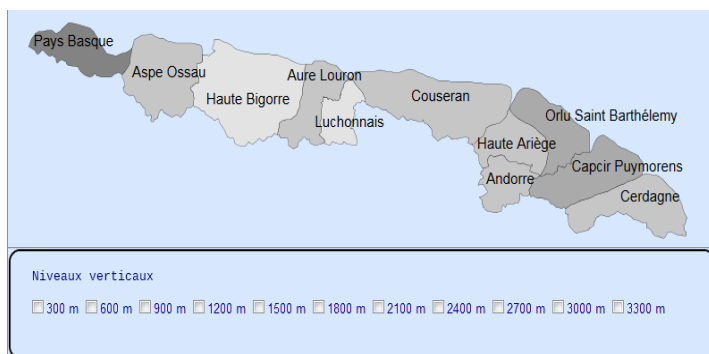 Pays Basque
Aspe Ossau
Haute Bigorre
Aure Louron
Luchonnais
Couseran
Orlu Saint Barthélemy
Haute Ariège
Capcir Puymorens
Andorre
Cerdagne
Niveaux verticaux
300 m 600 m 900 m 1200 m 1500 m 1800 m 2100 m 2400 m 2700 m 3000 m 3300 m